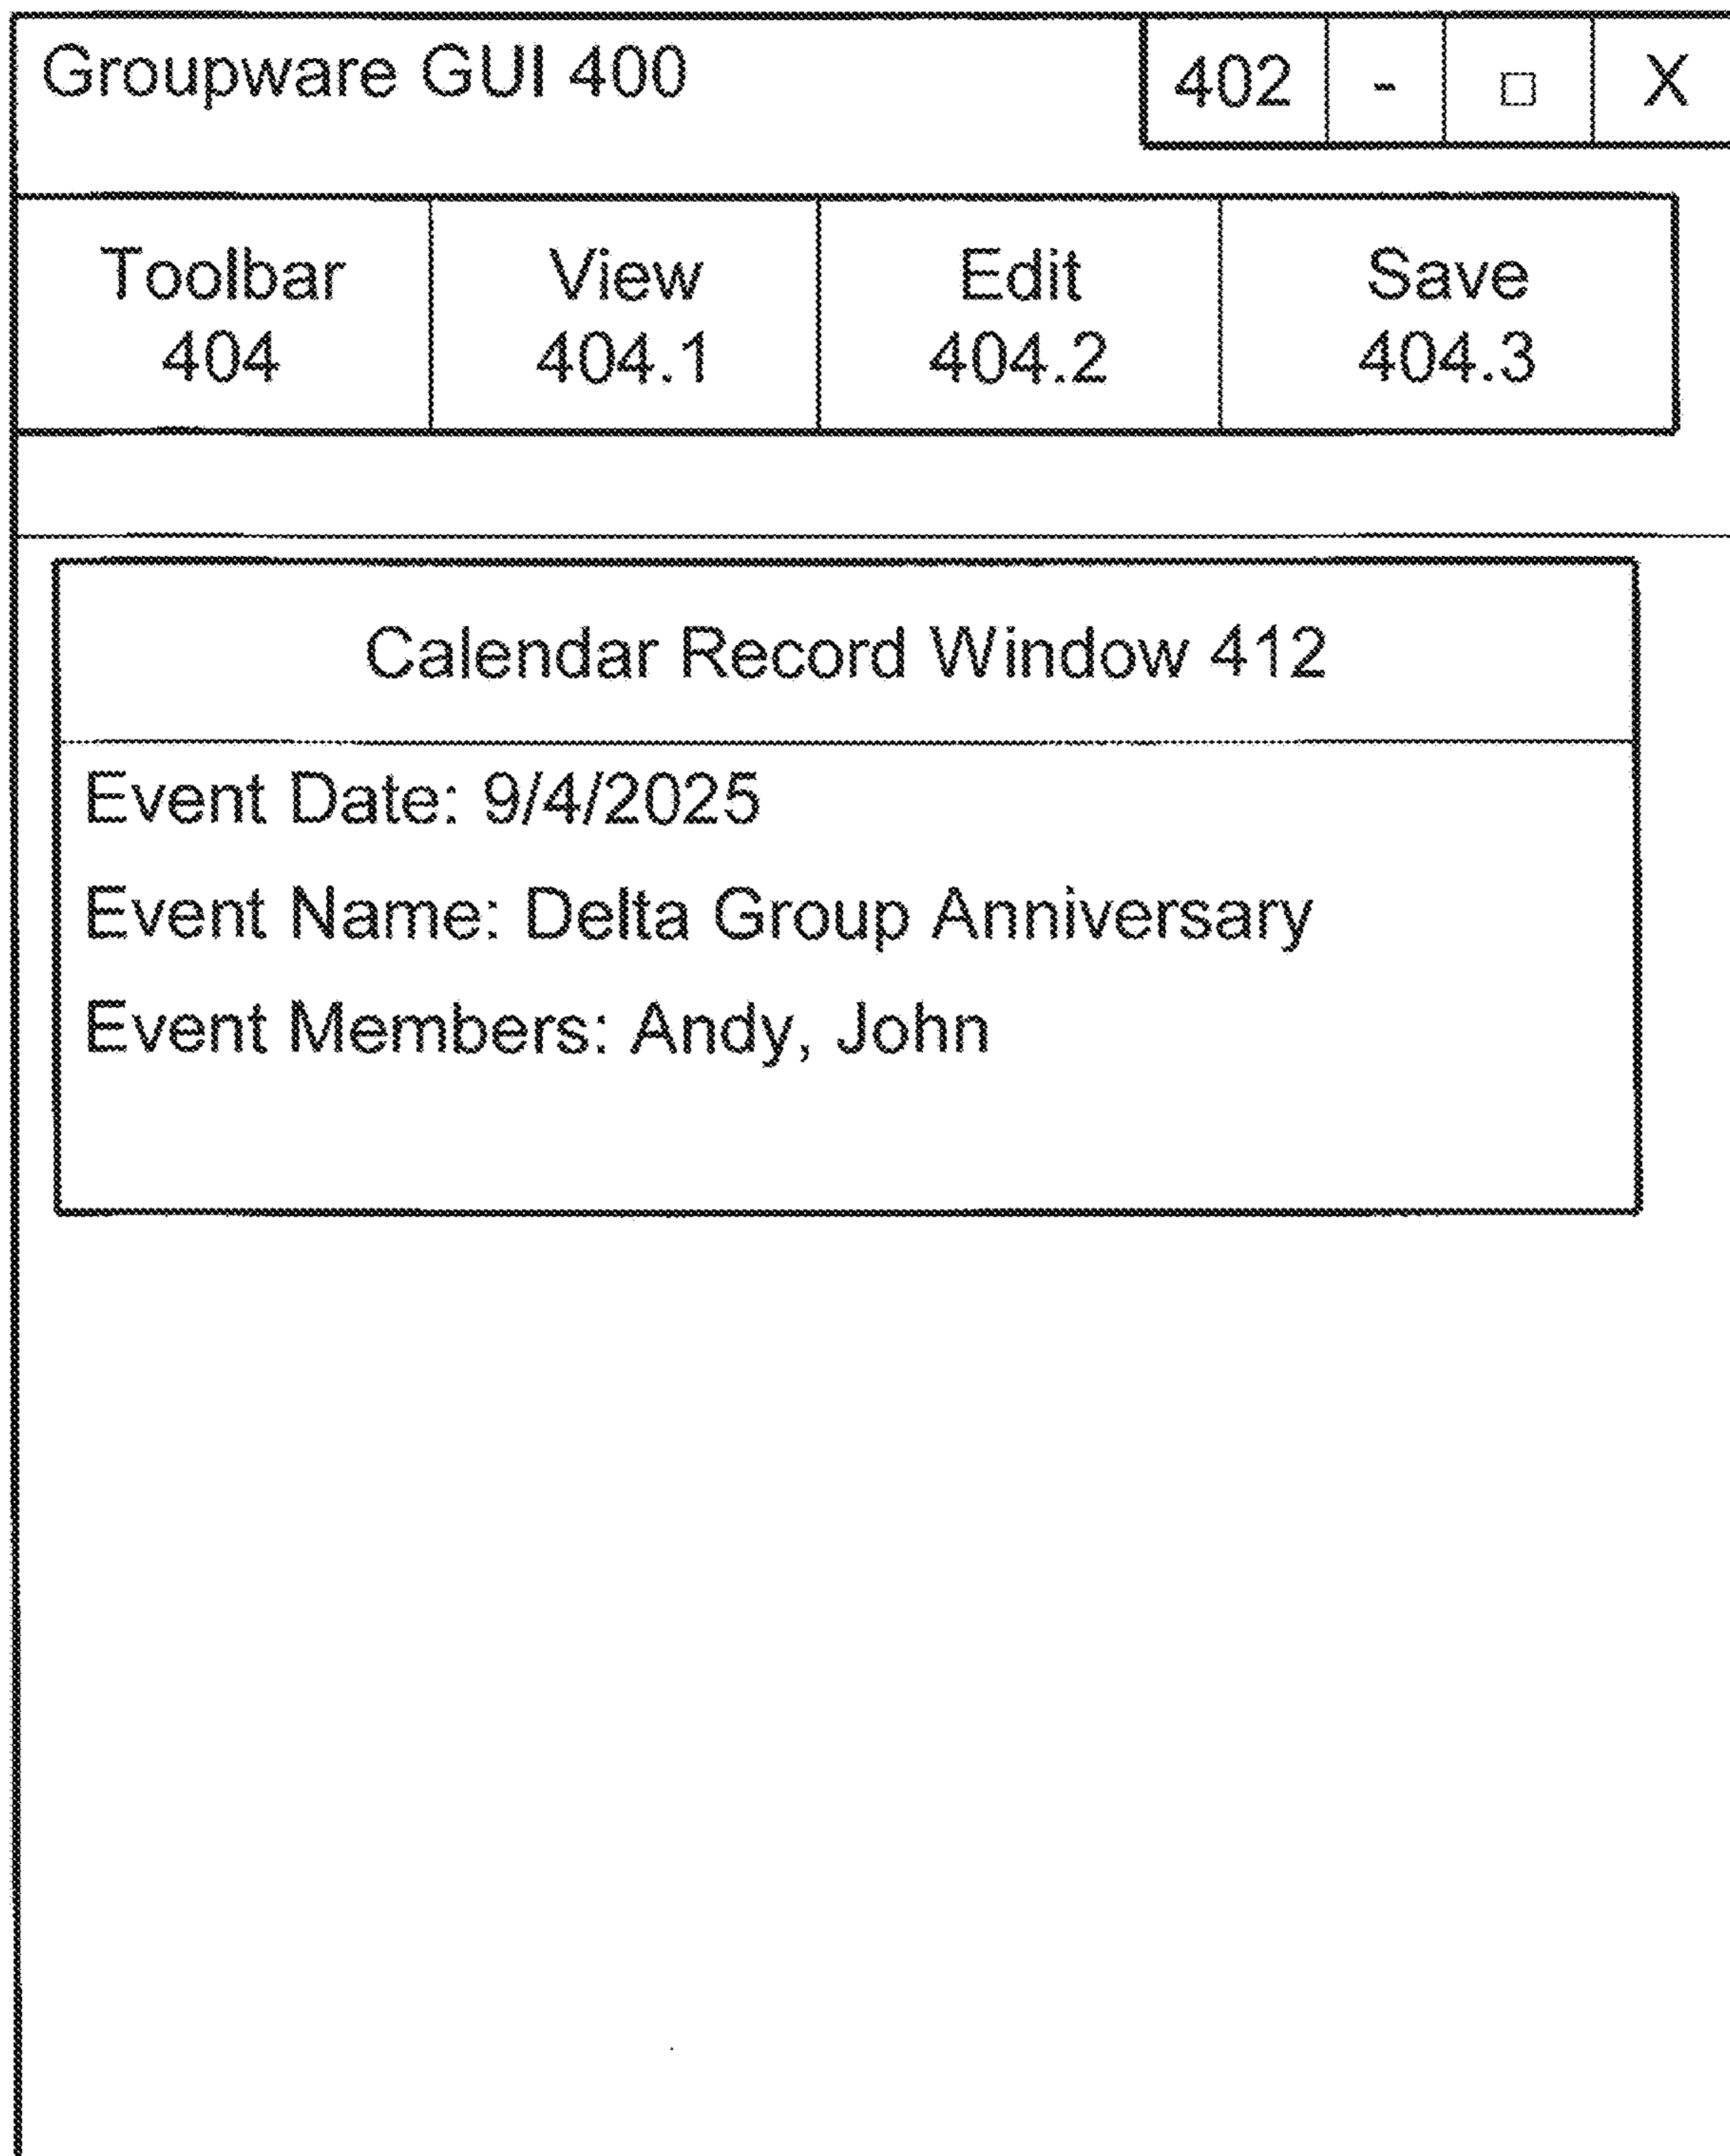 Groupware GUI 400
402 - □ X
Toolbar 404
View 404.1
Edit 404.2
Save 404.3
Calendar Record Window 412
Event Date: 9/4/2025
Event Name: Delta Group Anniversary
Event Members: Andy, John